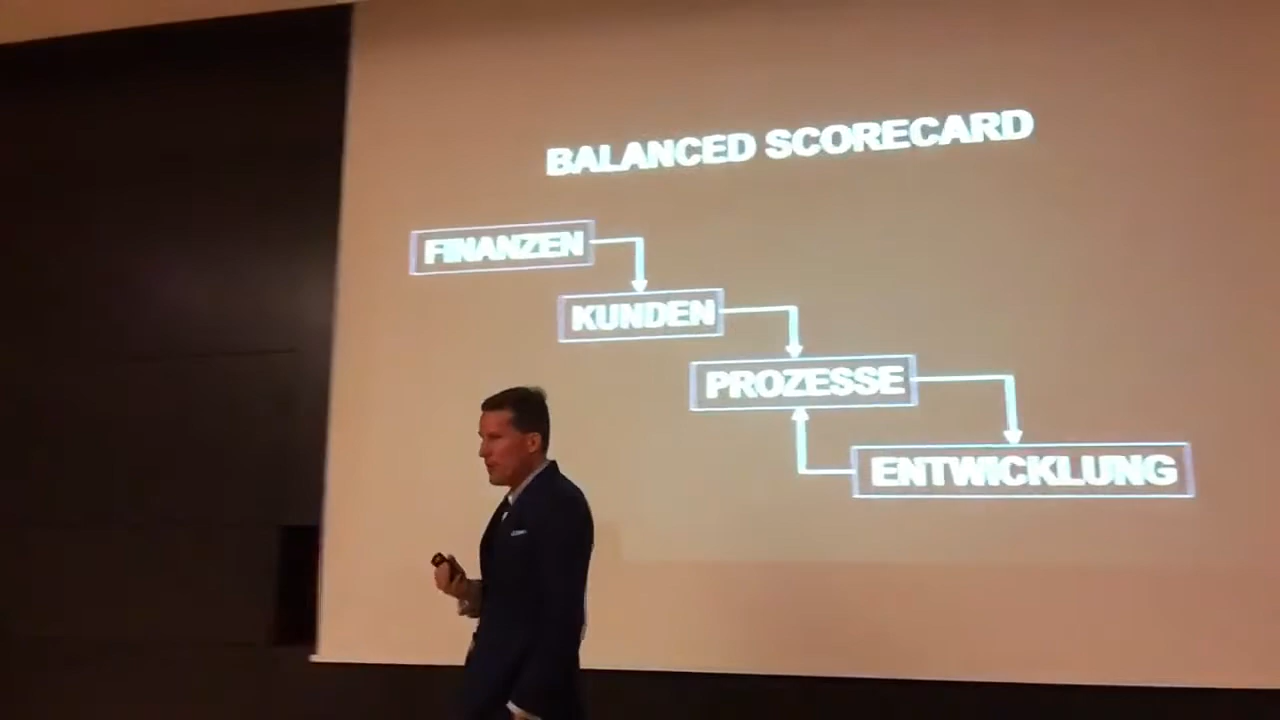 BALANCED SCORECARD
FINANZEN
KUNDEN
PROZESSE
ENTWICKLUNG